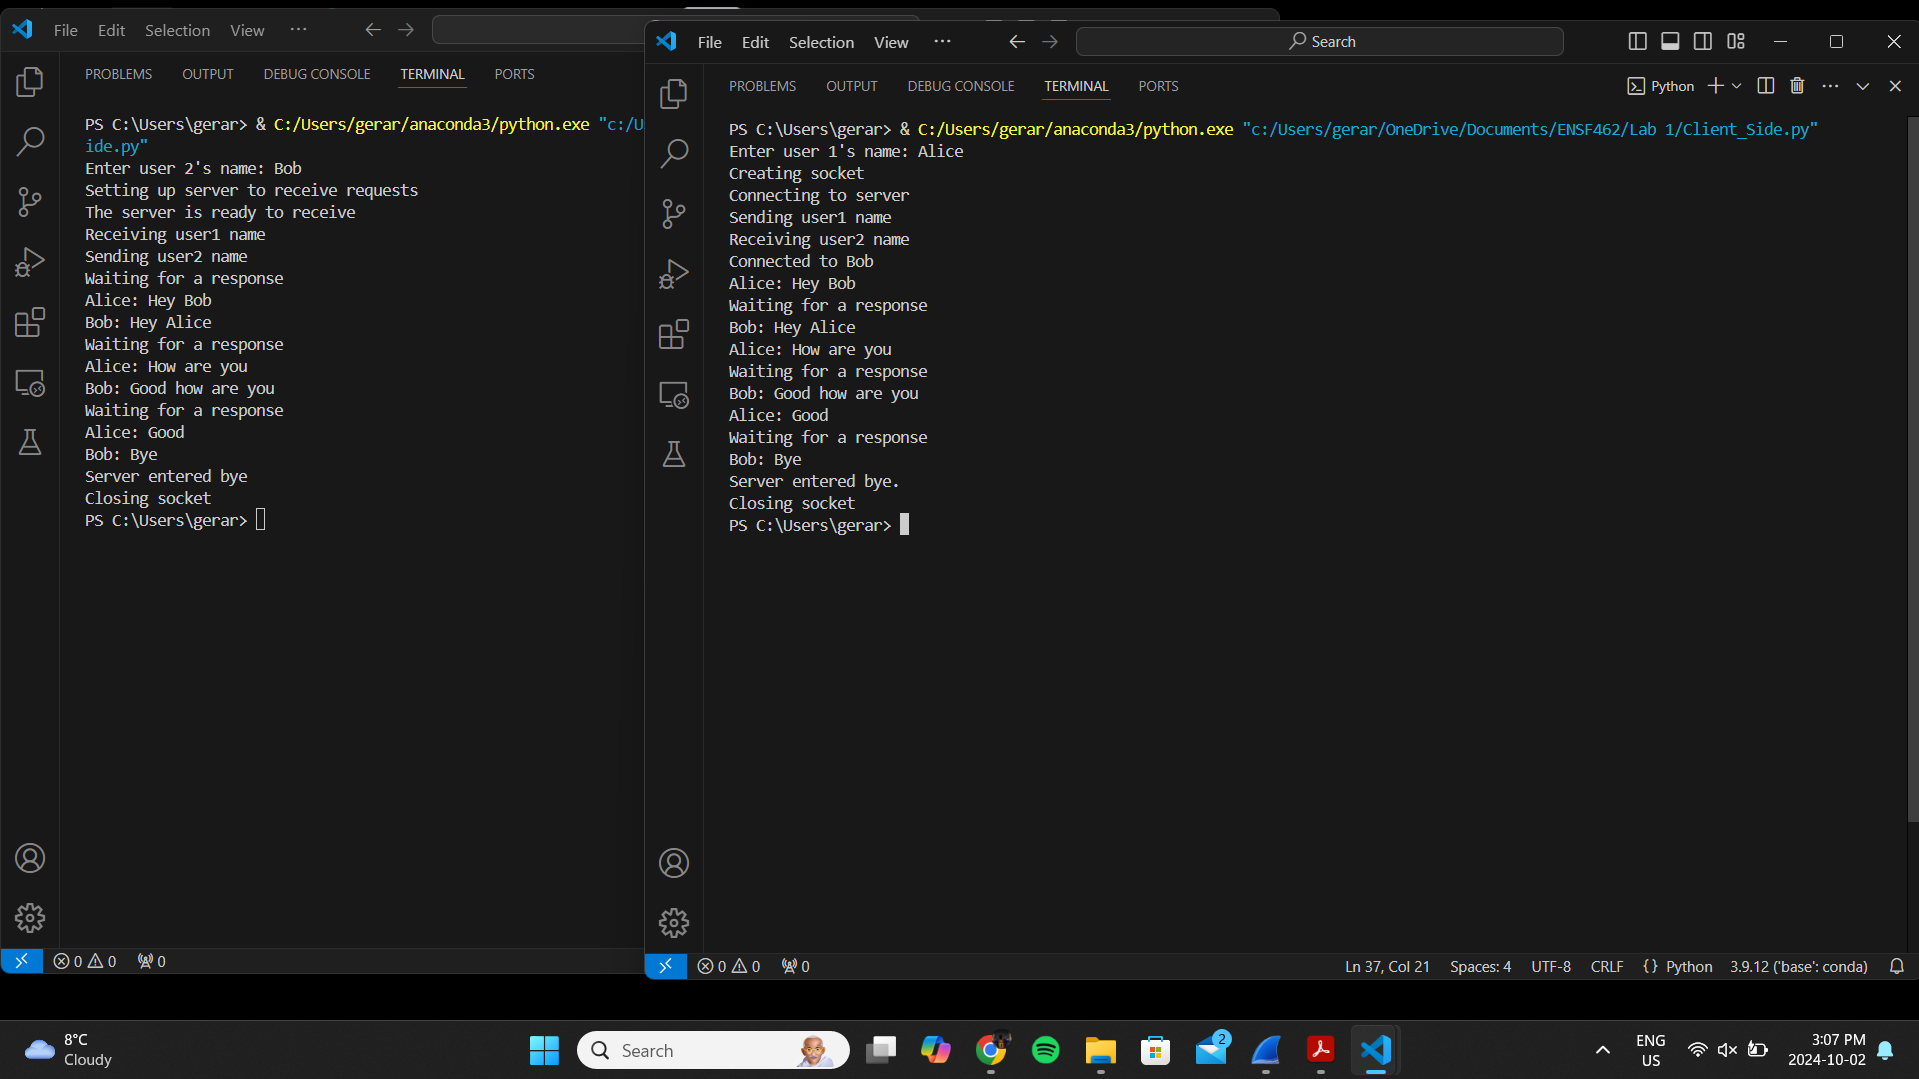 File Edit Selection View ···
PROBLEMS OUTPUT DEBUG CONSOLE TERMINAL PORTS
PS C:\Users\gerar> & C:/Users/gerar/anaconda3/python.exe "c:/U
ide.py"
Enter user 2's name: Bob
Setting up server to receive requests
The server is ready to receive
Receiving user1 name
Sending user2 name
Waiting for a response
Alice: Hey Bob
Bob: Hey Alice
Waiting for a response
Alice: How are you
Bob: Good how are you
Waiting for a response
Alice: Good
Bob: Bye
Server entered bye
Closing socket
PS C:\Users\gerar>
0 0 0
File Edit Selection View ··· Search
PROBLEMS OUTPUT DEBUG CONSOLE TERMINAL PORTS Python
PS C:\Users\gerar> & C:/Users/gerar/anaconda3/python.exe "c:/Users/gerar/OneDrive/Documents/ENSF462/Lab 1/Client_Side.py"
Enter user 1's name: Alice
Creating socket
Connecting to server
Sending user1 name
Receiving user2 name
Connected to Bob
Alice: Hey Bob
Waiting for a response
Bob: Hey Alice
Alice: How are you
Waiting for a response
Bob: Good how are you
Alice: Good
Waiting for a response
Bob: Bye
Server entered bye.
Closing socket
PS C:\Users\gerar>
0 0 0 Ln 37, Col 21 Spaces: 4 UTF-8 CRLF {} Python 3.9.12 ('base': conda)
8°C
Cloudy
Search
2
ENG
US
3:07 PM
2024-10-02